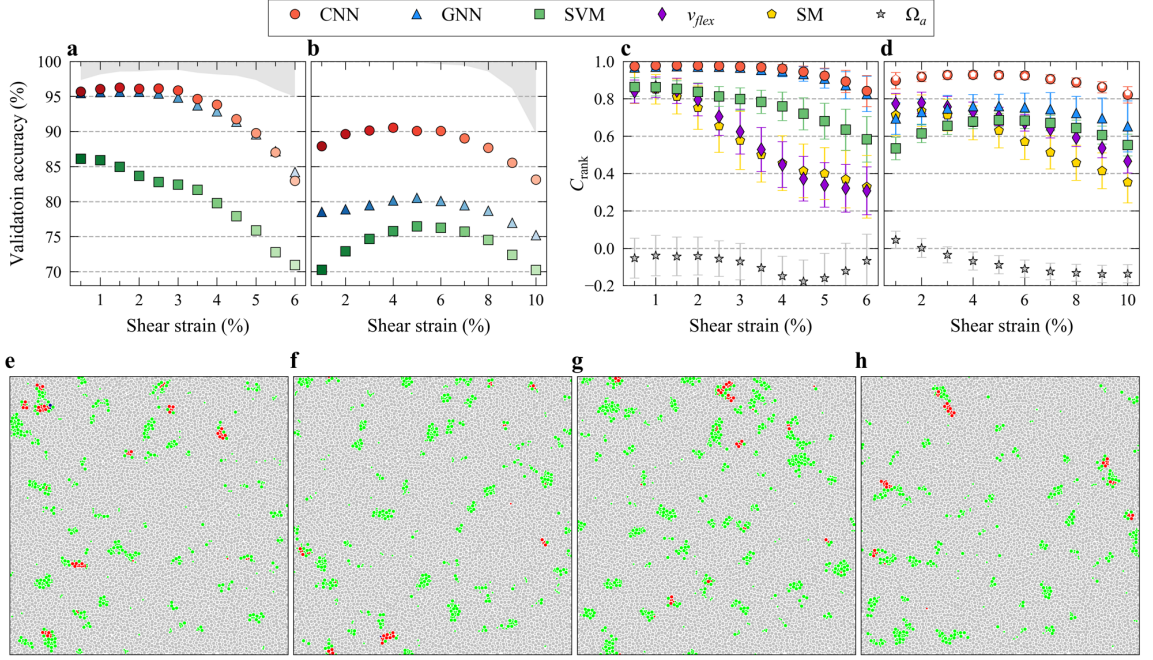 CNN GNN SVM v_flex SM Ω_a
a b c d
Validatoin accuracy (%)
100
95
90
85
80
75
70
1 2 3 4 5 6
Shear strain (%)
2 4 6 8 10
Shear strain (%)
C_rank
1.0
0.8
0.6
0.4
0.2
0.0
−0.2
1 2 3 4 5 6
Shear strain (%)
2 4 6 8 10
Shear strain (%)
e f g h